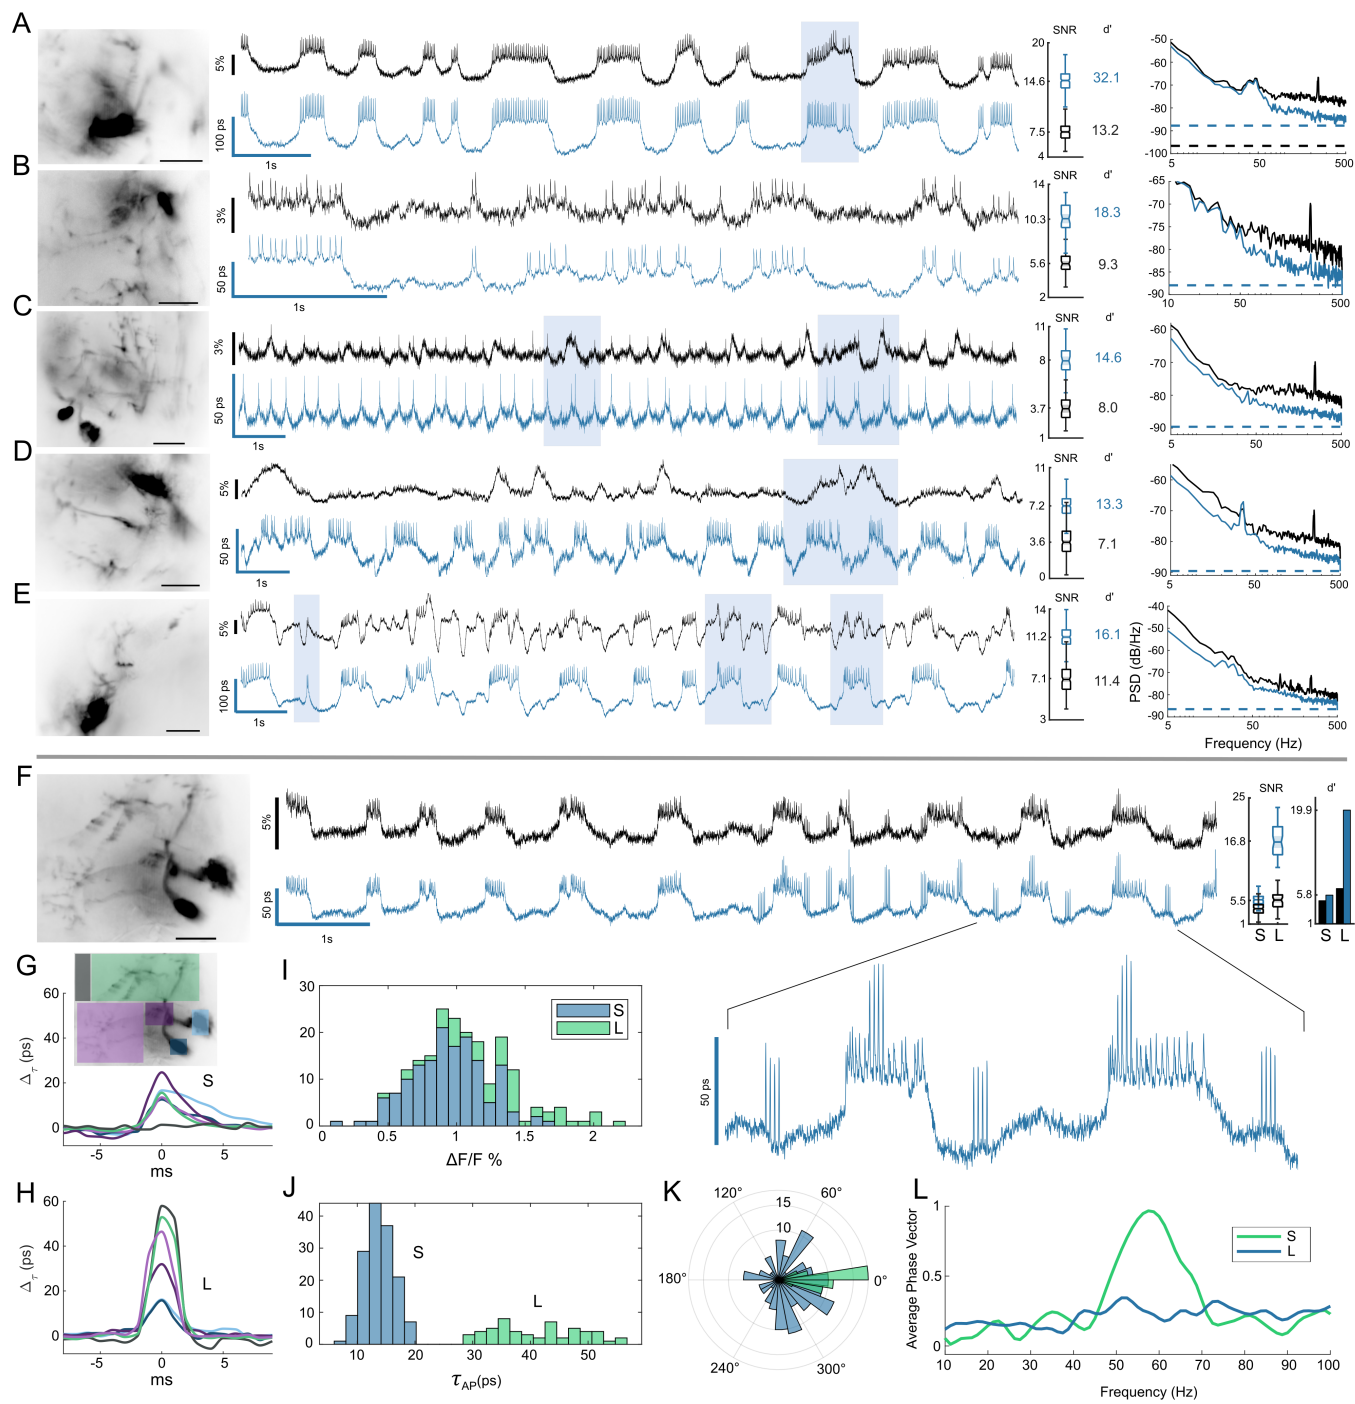 A
5%
100 ps
1s
SNR
d'
20
14.6
7.5
4
32.1
13.2
-50
-60
-70
-80
-90
-100
5
50
500
B
3%
50 ps
1s
SNR
d'
14
10.3
5.6
2
18.3
9.3
-65
-75
-80
-85
-90
10
50
500
C
3%
50 ps
1s
SNR
d'
11
8
3.7
1
14.6
8.0
-60
-70
-80
-90
5
50
500
D
5%
50 ps
1s
SNR
d'
11
7.2
3.6
0
13.3
7.1
-60
-70
-80
-90
5
50
500
E
5%
100 ps
1s
SNR
d'
14
11.2
7.1
3
16.1
11.4
PSD (dB/Hz)
-40
-50
-60
-70
-80
-90
5
50
500
Frequency (Hz)
F
5%
50 ps
1s
SNR
25
16.8
5.5
1
S L
d'
19.9
5.8
1
S L
50 ps
G
Δτ (ps)
60
40
20
0
S
-5
0
5
ms
H
Δτ (ps)
60
40
20
0
L
-5
0
5
ms
I
30
20
10
0
S
L
0
0.5
1
1.5
2
ΔF/F %
J
40
30
20
10
0
S
L
10
20
30
40
50
τAP(ps)
K
120°
60°
15
10
180°
0°
240°
300°
L
Average Phase Vector
1
0.5
0
S
L
10 20 30 40 50 60 70 80 90 100
Frequency (Hz)